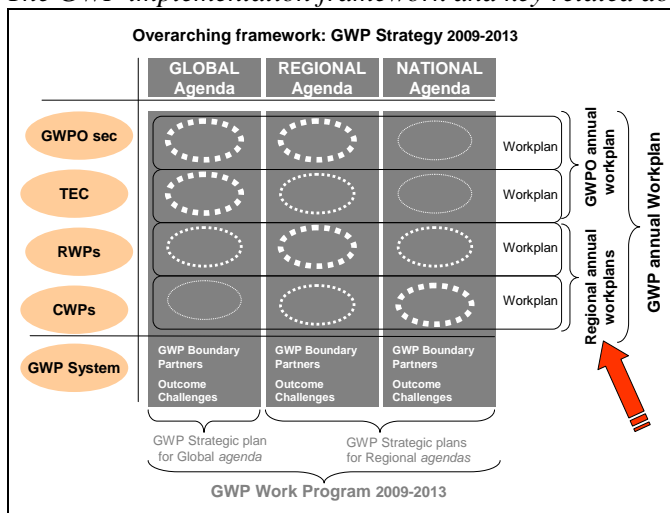 Overarching framework: GWP Strategy 2009-2013
GLOBAL
Agenda
REGIONAL
Agenda
NATIONAL
Agenda
GWPO sec
Workplan
TEC
Workplan
RWPs
Workplan
CWPs
Workplan
GWPO annual
workplan
Regional annual
workplans
GWP annual Workplan
GWP System
GWP Boundary
Partners
Outcome
Challenges
GWP Boundary
Partners
Outcome
Challenges
GWP Boundary
Partners
Outcome
Challenges
GWP Strategic plan
for Global agenda
GWP Strategic plans
for Regional agendas
GWP Work Program 2009-2013